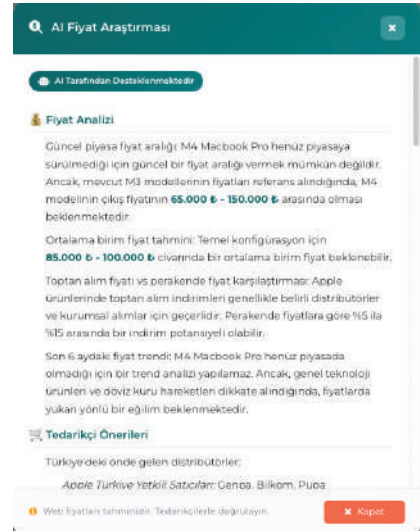 AI Fiyat Araştırması
AI Tarafından Desteklenmektedir
Fiyat Analizi
Güncel piyasa fiyat aralığı: M4 Macbook Pro henüz piyasaya
sürülmediği için güncel bir fiyat aralığı vermek mümkün değildir.
Ancak, mevcut M3 modellerinin fiyatları referans alındığında, M4
modelinin çıkış fiyatının 65.000 ₺ - 150.000 ₺ arasında olması
beklenmektedir.
Ortalama birim fiyat tahmini: Temel konfigürasyon için
85.000 ₺ - 100.000 ₺ civarında bir ortalama birim fiyat beklenebilir.
Toptan alım fiyatı vs perakende fiyat karşılaştırması: Apple
ürünlerinde toptan alım indirimleri genellikle belirli distribütörler
ve kurumsal alımlar için geçerlidir. Perakende fiyatlara göre %5 ila
%15 arasında bir indirim potansiyeli olabilir.
Son 6 aydaki fiyat trendi: M4 Macbook Pro henüz piyasada
olmadığı için bir trend analizi yapılamaz. Ancak, genel teknoloji
ürünleri ve döviz kuru hareketleri dikkate alındığında, fiyatlarda
yukarı yönlü bir eğilim beklenmektedir.
Tedarikçi Önerileri
Türkiye'deki önde gelen distribütörler:
Apple Türkiye Yetkili Satıcıları: Genpa, Bilkom, Pupa
Web fiyatları tahminidir. Tedarikçilerle doğrulayın.
Kapat